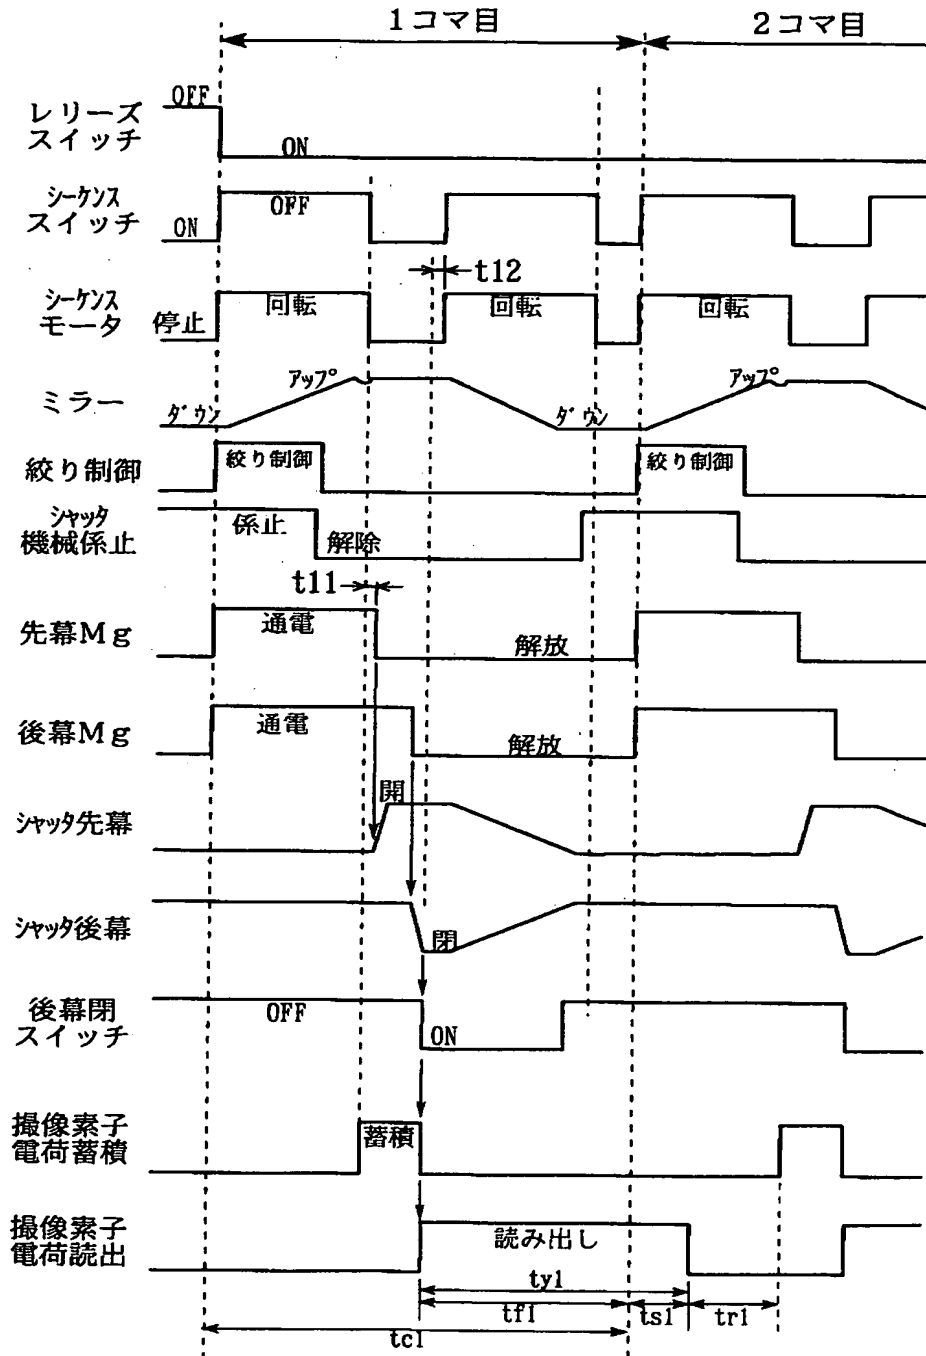 1コマ目
2コマ目
レリーズ
スイッチ
OFF
ON
シーケンス
スイッチ
ON
OFF
t12
シーケンス
モータ
停止
回転
回転
回転
ミラー
ダウン
アップ
ダウン
アップ
絞り制御
絞り制御
絞り制御
シャッタ
機械係止
係止
解除
t11
先幕Mg
通電
解放
後幕Mg
通電
解放
シャッタ先幕
開
シャッタ後幕
閉
後幕閉
スイッチ
OFF
ON
撮像素子
電荷蓄積
蓄積
撮像素子
電荷読出
読み出し
ty1
tf1
ts1
tr1
tc1